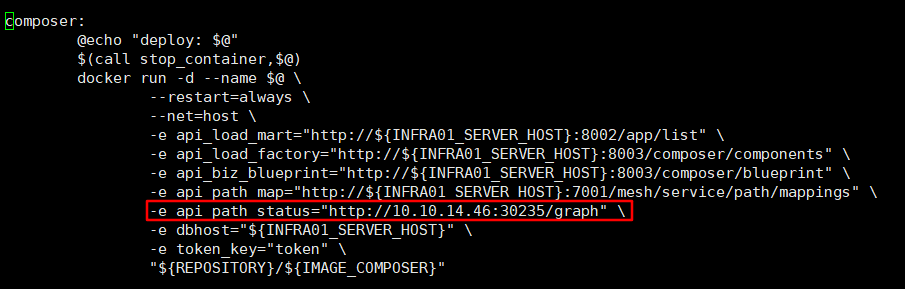 composer:
        @echo "deploy: $@"
        $(call stop_container,$@)
        docker run -d --name $@ \
                --restart=always \
                --net=host \
                -e api_load_mart="http://${INFRA01_SERVER_HOST}:8002/app/list" \
                -e api_load_factory="http://${INFRA01_SERVER_HOST}:8003/composer/components" \
                -e api_biz_blueprint="http://${INFRA01_SERVER_HOST}:8003/composer/blueprint" \
                -e api_path_map="http://${INFRA01_SERVER_HOST}:7001/mesh/service/path/mappings" \
                -e api_path_status="http://10.10.14.46:30235/graph" \
                -e dbhost="${INFRA01_SERVER_HOST}" \
                -e token_key="token" \
                "${REPOSITORY}/${IMAGE_COMPOSER}"